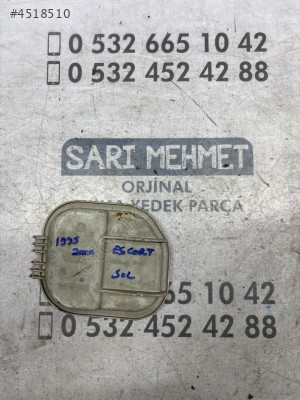 #4518510
0 532 665 10 42
0 532 452 42 88
SARI MEHMET
ORJİNAL
YEDEK PARÇA
1995 ESCORT
2000
SOL
532 665 10 42
0 532 452 42 88